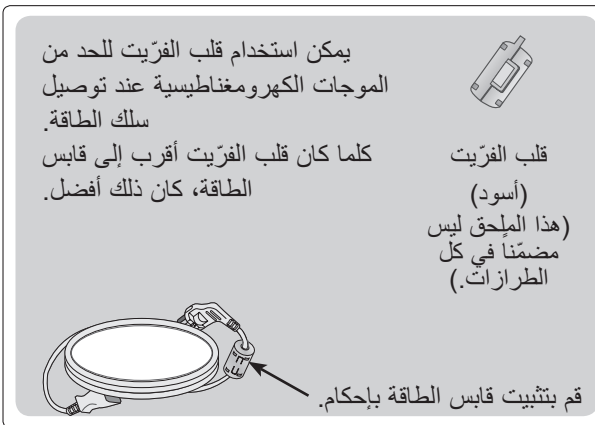 يمكن استخدام قلب الفرّيت للحد من
الموجات الكهرومغناطيسية عند توصيل
سلك الطاقة.
كلما كان قلب الفرّيت أقرب إلى قابس
الطاقة، كان ذلك أفضل.
قلب الفرّيت
(أسود)
(هذا الملحق ليس
مضمّنًا في كل
الطرازات.)
قم بتثبيت قابس الطاقة بإحكام.